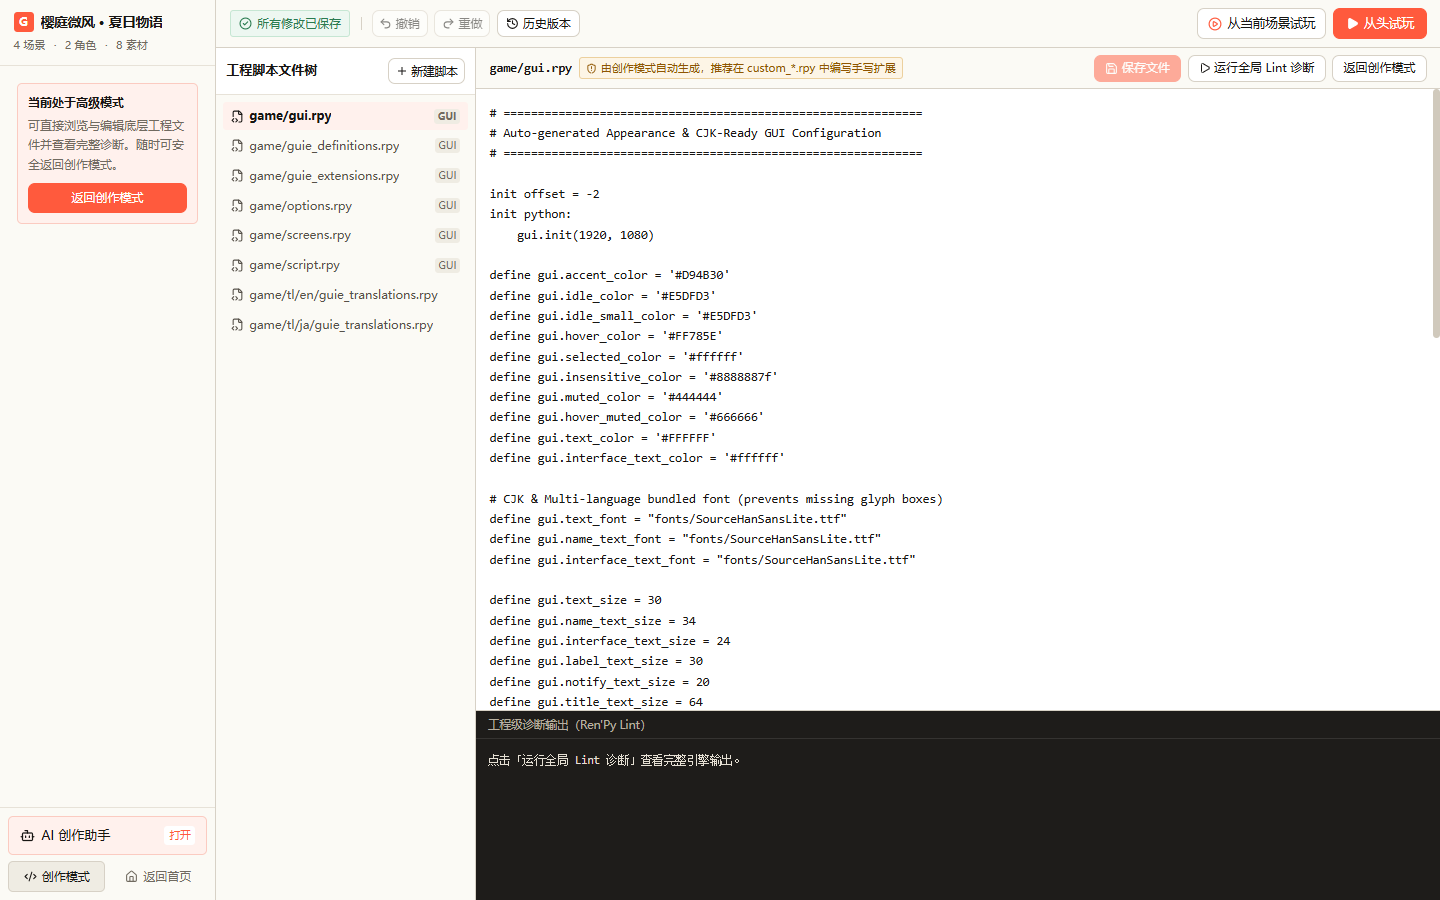 G 樱庭微风 • 夏日物语
4 场景 · 2 角色 · 8 素材
当前处于高级模式
可直接浏览与编辑底层工程文
件并查看完整诊断。随时可安
全返回创作模式。
返回创作模式
AI 创作助手 打开
创作模式 返回首页
所有修改已保存 撤销 重做 历史版本 从当前场景试玩 从头试玩
工程脚本文件树 新建脚本
game/gui.rpy GUI
game/guie_definitions.rpy GUI
game/guie_extensions.rpy GUI
game/options.rpy GUI
game/screens.rpy GUI
game/script.rpy GUI
game/tl/en/guie_translations.rpy
game/tl/ja/guie_translations.rpy
game/gui.rpy 由创作模式自动生成，推荐在 custom_*.rpy 中编写手写扩展 保存文件 运行全局 Lint 诊断 返回创作模式
# =============================================================
# Auto-generated Appearance & CJK-Ready GUI Configuration
# =============================================================
init offset = -2
init python:
    gui.init(1920, 1080)
define gui.accent_color = '#D94B30'
define gui.idle_color = '#E5DFD3'
define gui.idle_small_color = '#E5DFD3'
define gui.hover_color = '#FF785E'
define gui.selected_color = '#ffffff'
define gui.insensitive_color = '#8888887f'
define gui.muted_color = '#444444'
define gui.hover_muted_color = '#666666'
define gui.text_color = '#FFFFFF'
define gui.interface_text_color = '#ffffff'
# CJK & Multi-language bundled font (prevents missing glyph boxes)
define gui.text_font = "fonts/SourceHanSansLite.ttf"
define gui.name_text_font = "fonts/SourceHanSansLite.ttf"
define gui.interface_text_font = "fonts/SourceHanSansLite.ttf"
define gui.text_size = 30
define gui.name_text_size = 34
define gui.interface_text_size = 24
define gui.label_text_size = 30
define gui.notify_text_size = 20
define gui.title_text_size = 64
工程级诊断输出（Ren'Py Lint）
点击「运行全局 Lint 诊断」查看完整引擎输出。